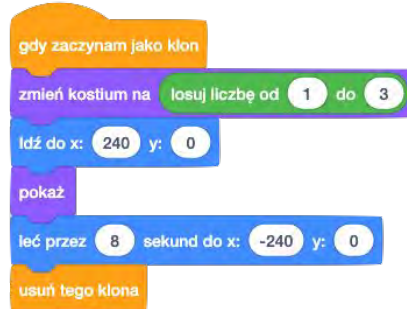 gdy zaczynam jako klon
zmień kostium na losuj liczbę od 1 do 3
Idź do x: 240 y: 0
pokaż
leć przez 8 sekund do x: -240 y: 0
usuń tego klona